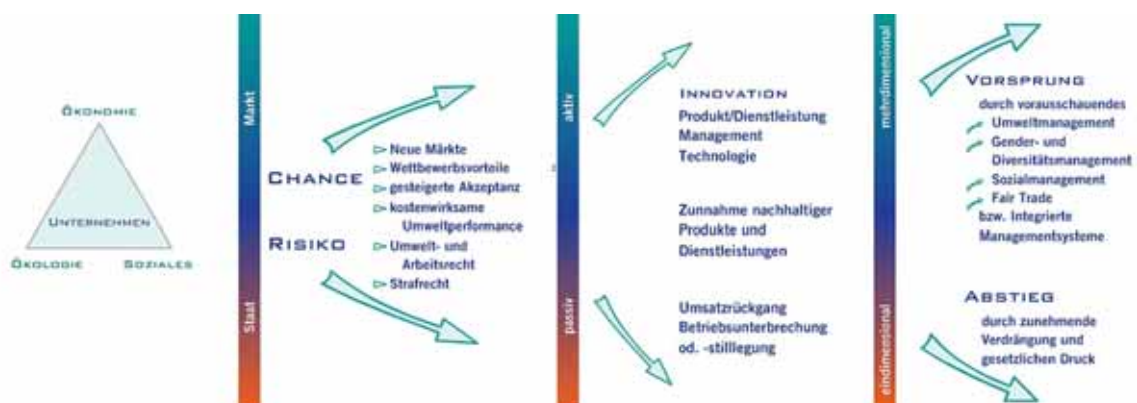 ÖKONOMIE
UNTERNEHMEN
ÖKOLOGIE
SOZIALES
Markt
Staat
CHANCE
RISIKO
Neue Märkte
Wettbewerbsvorteile
gesteigerte Akzeptanz
kostenwirksame
Umweltperformance
Umwelt- und
Arbeitsrecht
Strafrecht
aktiv
passiv
INNOVATION
Produkt/Dienstleistung
Management
Technologie
Zunnahme nachhaltiger
Produkte und
Dienstleistungen
Umsatzrückgang
Betriebsunterbrechung
od. -stilllegung
mehrdimensional
eindimensional
VORSPRUNG
durch vorausschauendes
Umweltmanagement
Gender- und
Diversitätsmanagement
Sozialmanagement
Fair Trade
bzw. Integrierte
Managementsysteme
ABSTIEG
durch zunehmende
Verdrängung und
gesetzlichen Druck